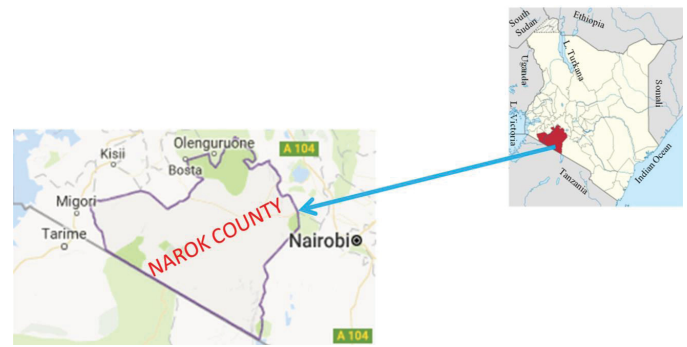 South
Sudan
Ethiopia
L. Turkana
Uganda
Somali
L. Victoria
Indian Ocean
Tanzania
Olenguruōne
A 104
Kisii
Bosta
Migori
NAROK COUNTY
Tarime
Nairobi
A 104